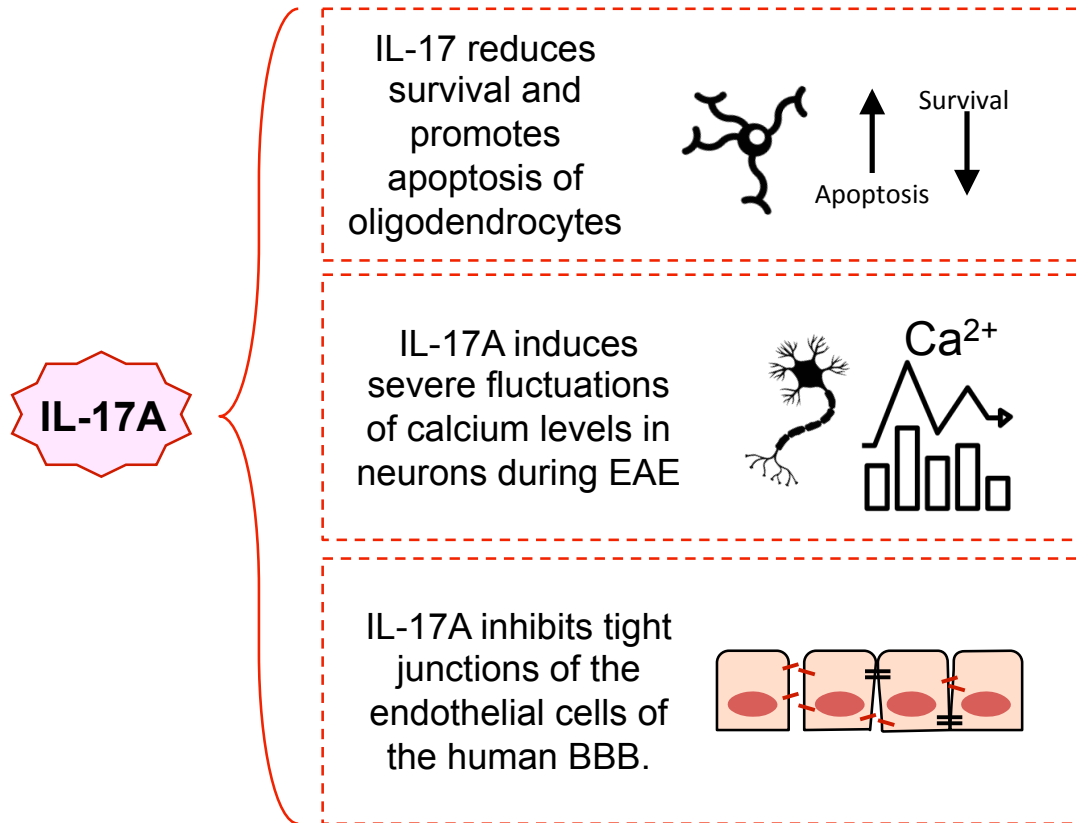 IL-17 reduces
survival and
promotes
apoptosis of
oligodendrocytes
Survival
Apoptosis
IL-17A
IL-17A induces
severe fluctuations
of calcium levels in
neurons during EAE
Ca²⁺
IL-17A inhibits tight
junctions of the
endothelial cells of
the human BBB.